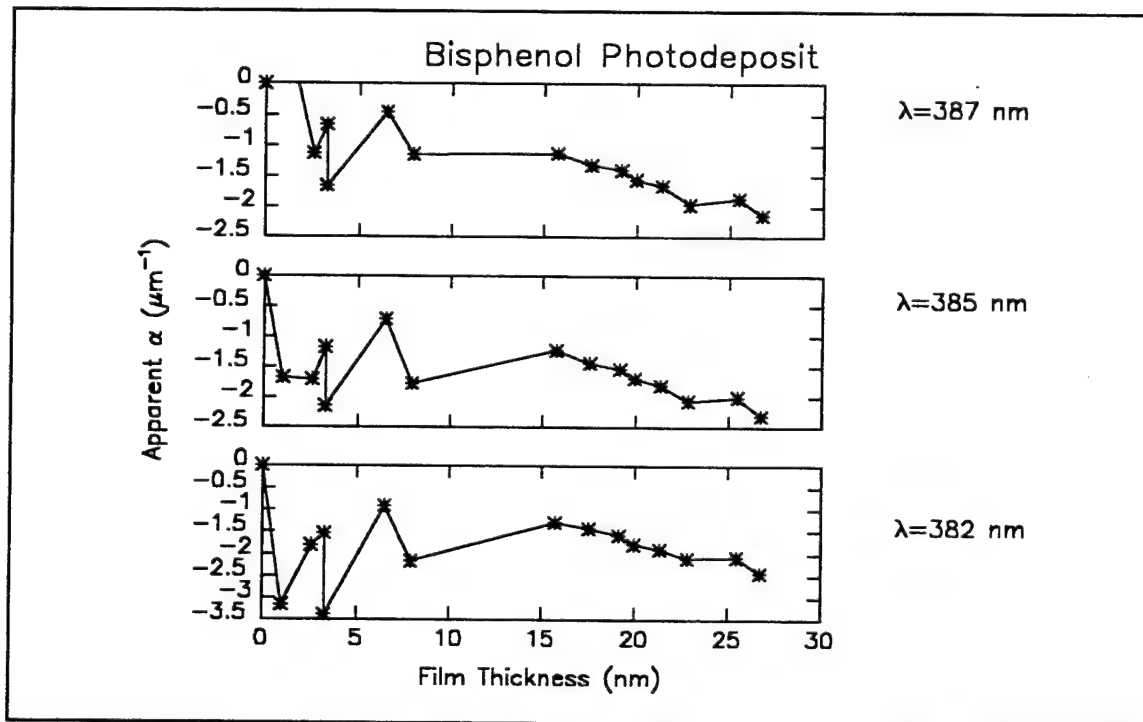 Bisphenol Photodeposit
0
-0.5
-1
-1.5
-2
-2.5
λ=387 nm
0
-0.5
-1
-1.5
-2
-2.5
λ=385 nm
Apparent α (μm⁻¹)
0
-0.5
-1
-1.5
-2
-2.5
-3
-3.5
λ=382 nm
0 5 10 15 20 25 30
Film Thickness (nm)